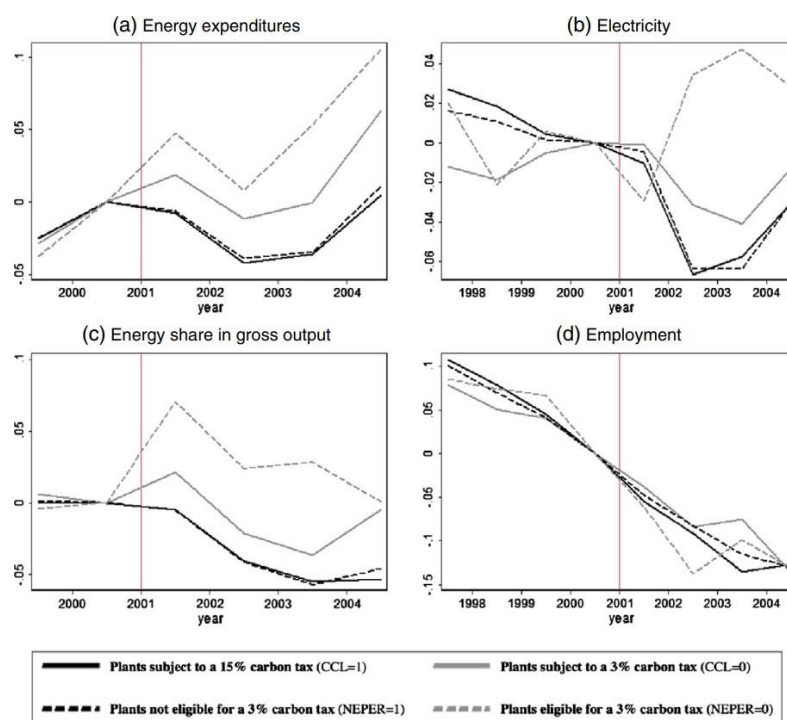 (a) Energy expenditures
.1
.05
0
-.05
2000 2001 2002 2003 2004
year
(b) Electricity
.04
.02
0
-.02
-.04
-.06
1998 1999 2000 2001 2002 2003 2004
year
(c) Energy share in gross output
.1
.05
0
-.05
2000 2001 2002 2003 2004
year
(d) Employment
.1
.05
0
-.05
-.1
-.15
1998 1999 2000 2001 2002 2003 2004
year
Plants subject to a 15% carbon tax (CCL=1)
Plants subject to a 3% carbon tax (CCL=0)
Plants not eligible for a 3% carbon tax (NEPER=1)
Plants eligible for a 3% carbon tax (NEPER=0)